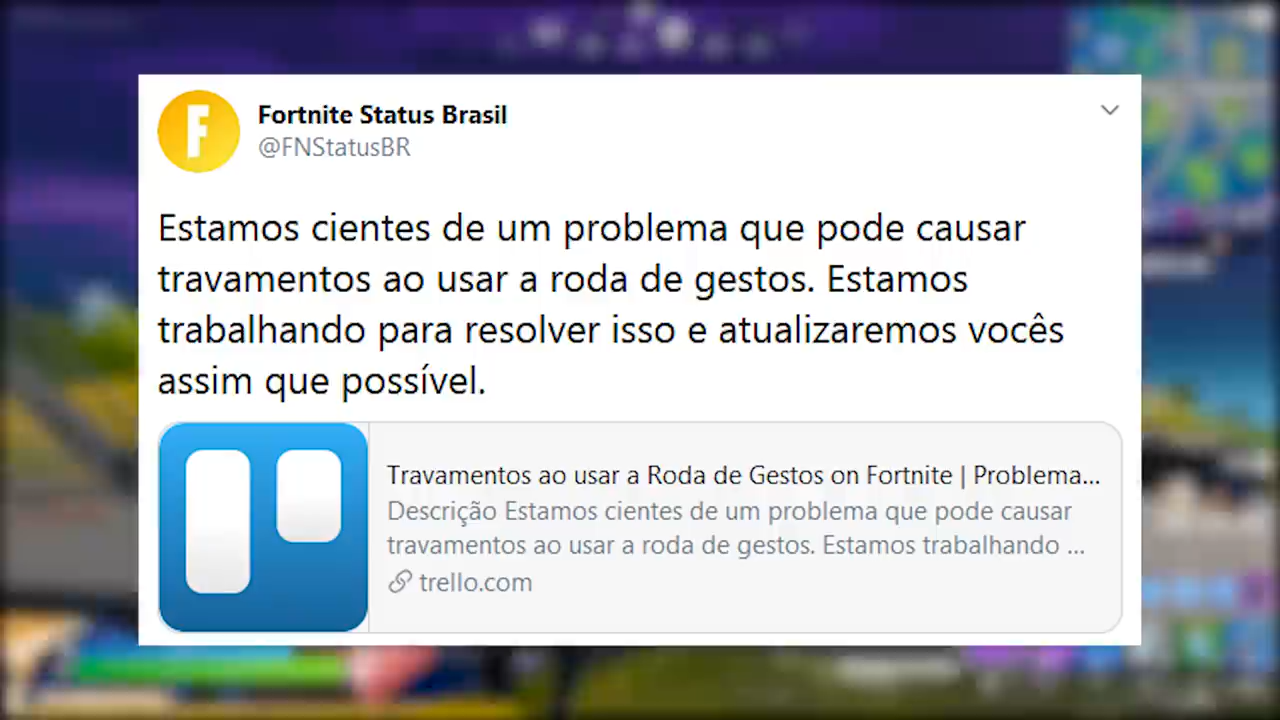 Fortnite Status Brasil
@FNStatusBR
Estamos cientes de um problema que pode causar
travamentos ao usar a roda de gestos. Estamos
trabalhando para resolver isso e atualizaremos vocês
assim que possível.
Travamentos ao usar a Roda de Gestos on Fortnite | Problema...
Descrição Estamos cientes de um problema que pode causar
travamentos ao usar a roda de gestos. Estamos trabalhando ...
trello.com